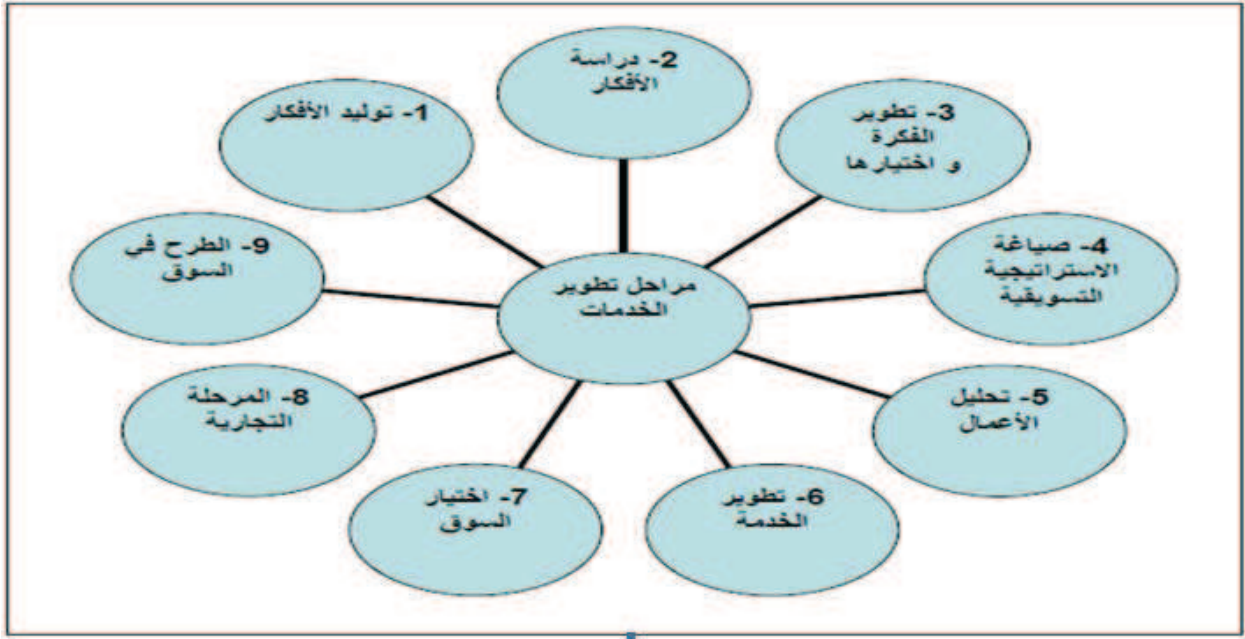 مراحل تطوير
الخدمات
1- توليد الأفكار
2- دراسة
الأفكار
3- تطوير
الفكرة
و اختيارها
4- صياغة
الاستراتيجية
التسويقية
5- تحليل
الأعمال
6- تطوير
الخدمة
7- اختيار
السوق
8- المرحلة
التجارية
9- الطرح في
السوق